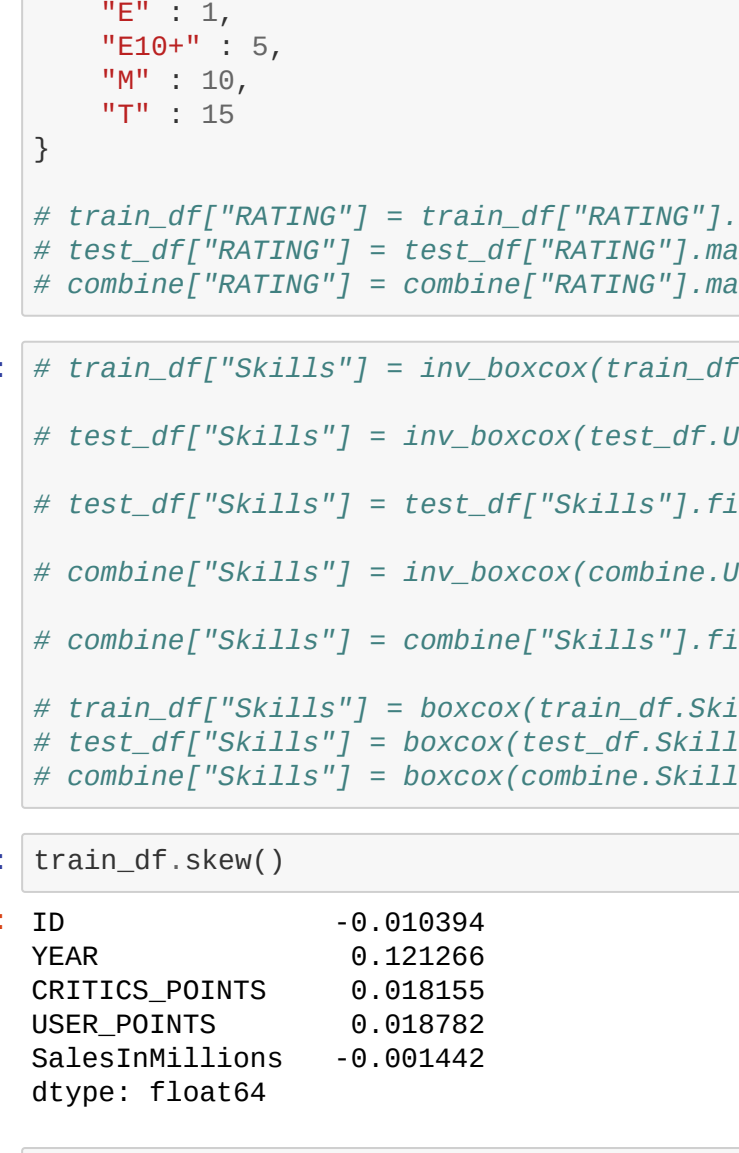 "E" : 1,
"E10+" : 5,
"M" : 10,
"T" : 15
}
# train_df["RATING"] = train_df["RATING"].
# test_df["RATING"] = test_df["RATING"].ma
# combine["RATING"] = combine["RATING"].ma
: # train_df["Skills"] = inv_boxcox(train_df
# test_df["Skills"] = inv_boxcox(test_df.U
# test_df["Skills"] = test_df["Skills"].fi
# combine["Skills"] = inv_boxcox(combine.U
# combine["Skills"] = combine["Skills"].fi
# train_df["Skills"] = boxcox(train_df.Ski
# test_df["Skills"] = boxcox(test_df.Skill
# combine["Skills"] = boxcox(combine.Skill
: train_df.skew()
: ID -0.010394
YEAR 0.121266
CRITICS_POINTS 0.018155
USER_POINTS 0.018782
SalesInMillions -0.001442
dtype: float64